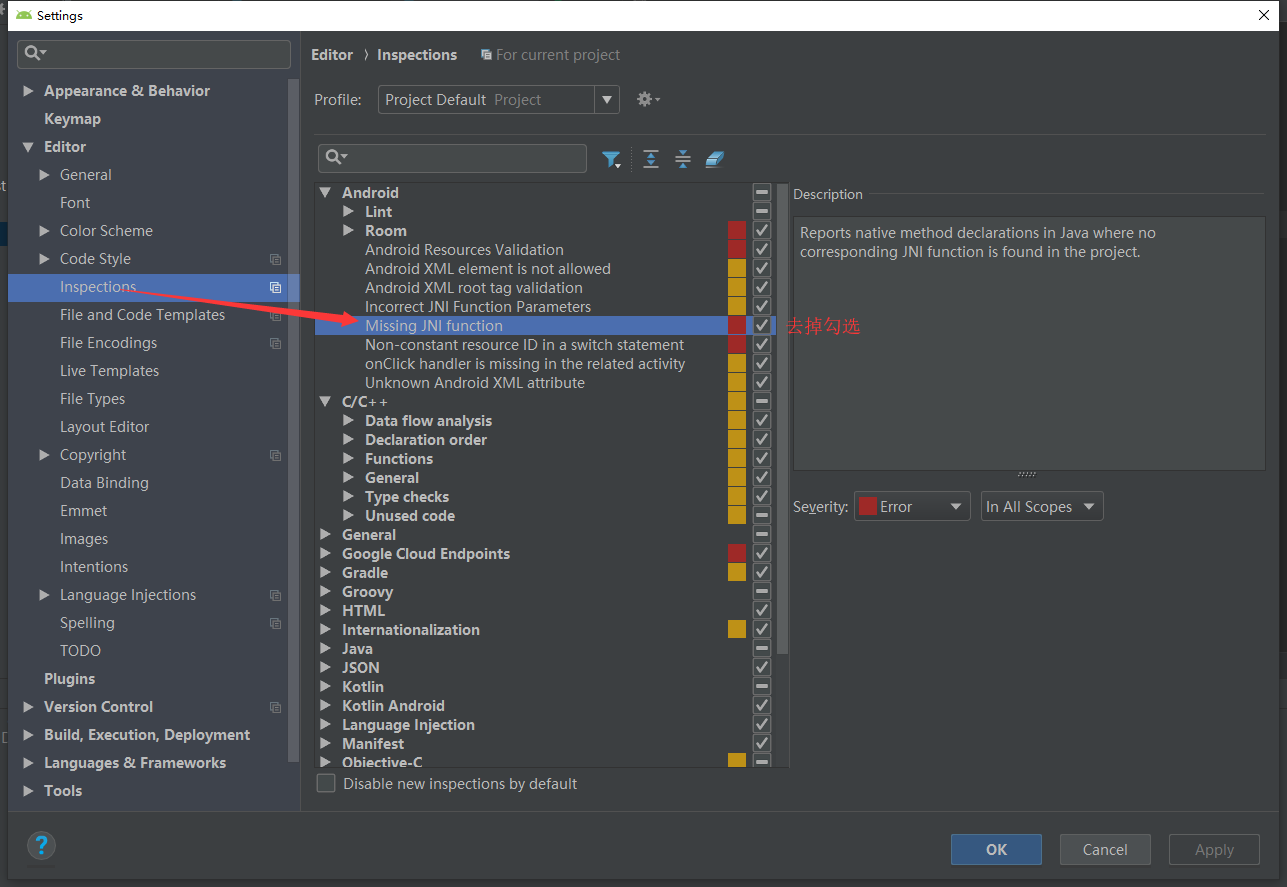 Settings
Appearance & Behavior
Keymap
Editor
General
Font
Color Scheme
Code Style
Inspections
File and Code Templates
File Encodings
Live Templates
File Types
Layout Editor
Copyright
Data Binding
Emmet
Images
Intentions
Language Injections
Spelling
TODO
Plugins
Version Control
Build, Execution, Deployment
Languages & Frameworks
Tools
Editor › Inspections For current project
Profile: Project Default Project
Android
Lint
Room
Android Resources Validation
Android XML element is not allowed
Android XML root tag validation
Incorrect JNI Function Parameters
Missing JNI function
去掉勾选
Non-constant resource ID in a switch statement
onClick handler is missing in the related activity
Unknown Android XML attribute
C/C++
Data flow analysis
Declaration order
Functions
General
Type checks
Unused code
General
Google Cloud Endpoints
Gradle
Groovy
HTML
Internationalization
Java
JSON
Kotlin
Kotlin Android
Language Injection
Manifest
Objective-C
Disable new inspections by default
Description
Reports native method declarations in Java where no
corresponding JNI function is found in the project.
Severity: Error In All Scopes
? OK Cancel Apply